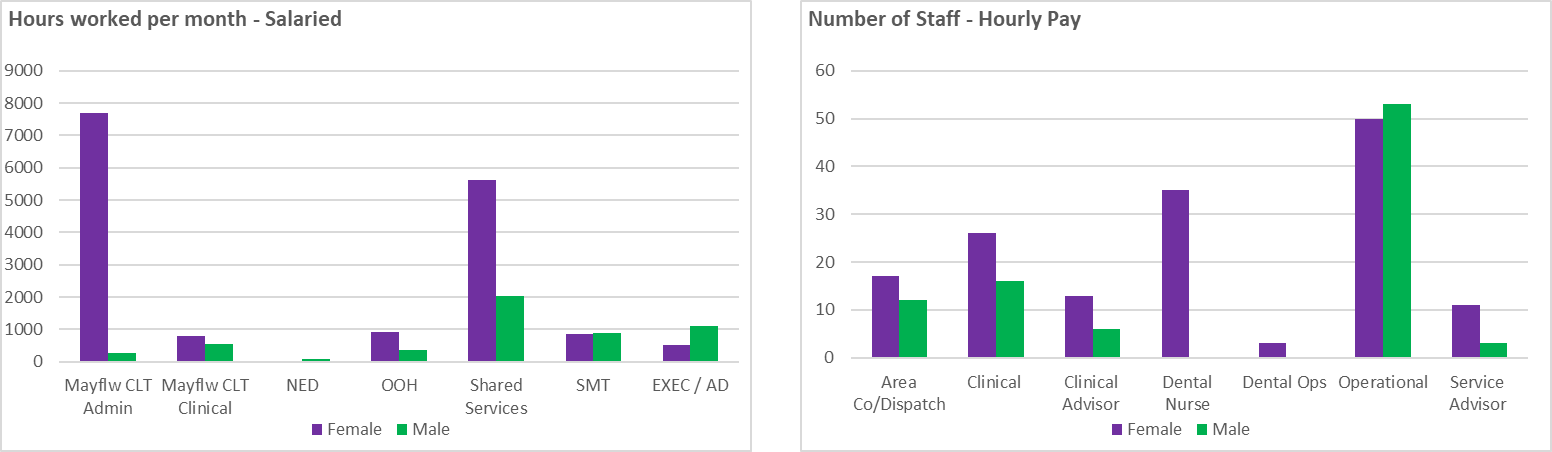 Hours worked per month - Salaried
9000
8000
7000
6000
5000
4000
3000
2000
1000
0
Mayflw CLT Admin
Mayflw CLT Clinical
NED
OOH
Shared Services
SMT
EXEC / AD
Female Male
Number of Staff - Hourly Pay
60
50
40
30
20
10
0
Area Co/Dispatch
Clinical
Clinical Advisor
Dental Nurse
Dental Ops
Operational
Service Advisor
Female Male